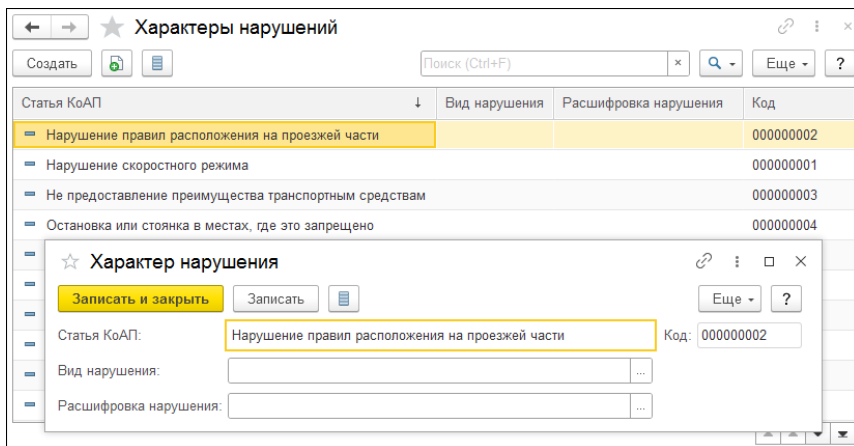 Характеры нарушений
Создать Поиск (Ctrl+F) Еще ?
Статья КоАП Вид нарушения Расшифровка нарушения Код
Нарушение правил расположения на проезжей части 000000002
Нарушение скоростного режима 000000001
Не предоставление преимущества транспортным средствам 000000003
Остановка или стоянка в местах, где это запрещено 000000004
Характер нарушения
Записать и закрыть Записать Еще ?
Статья КоАП: Нарушение правил расположения на проезжей части Код: 000000002
Вид нарушения: ...
Расшифровка нарушения: ...